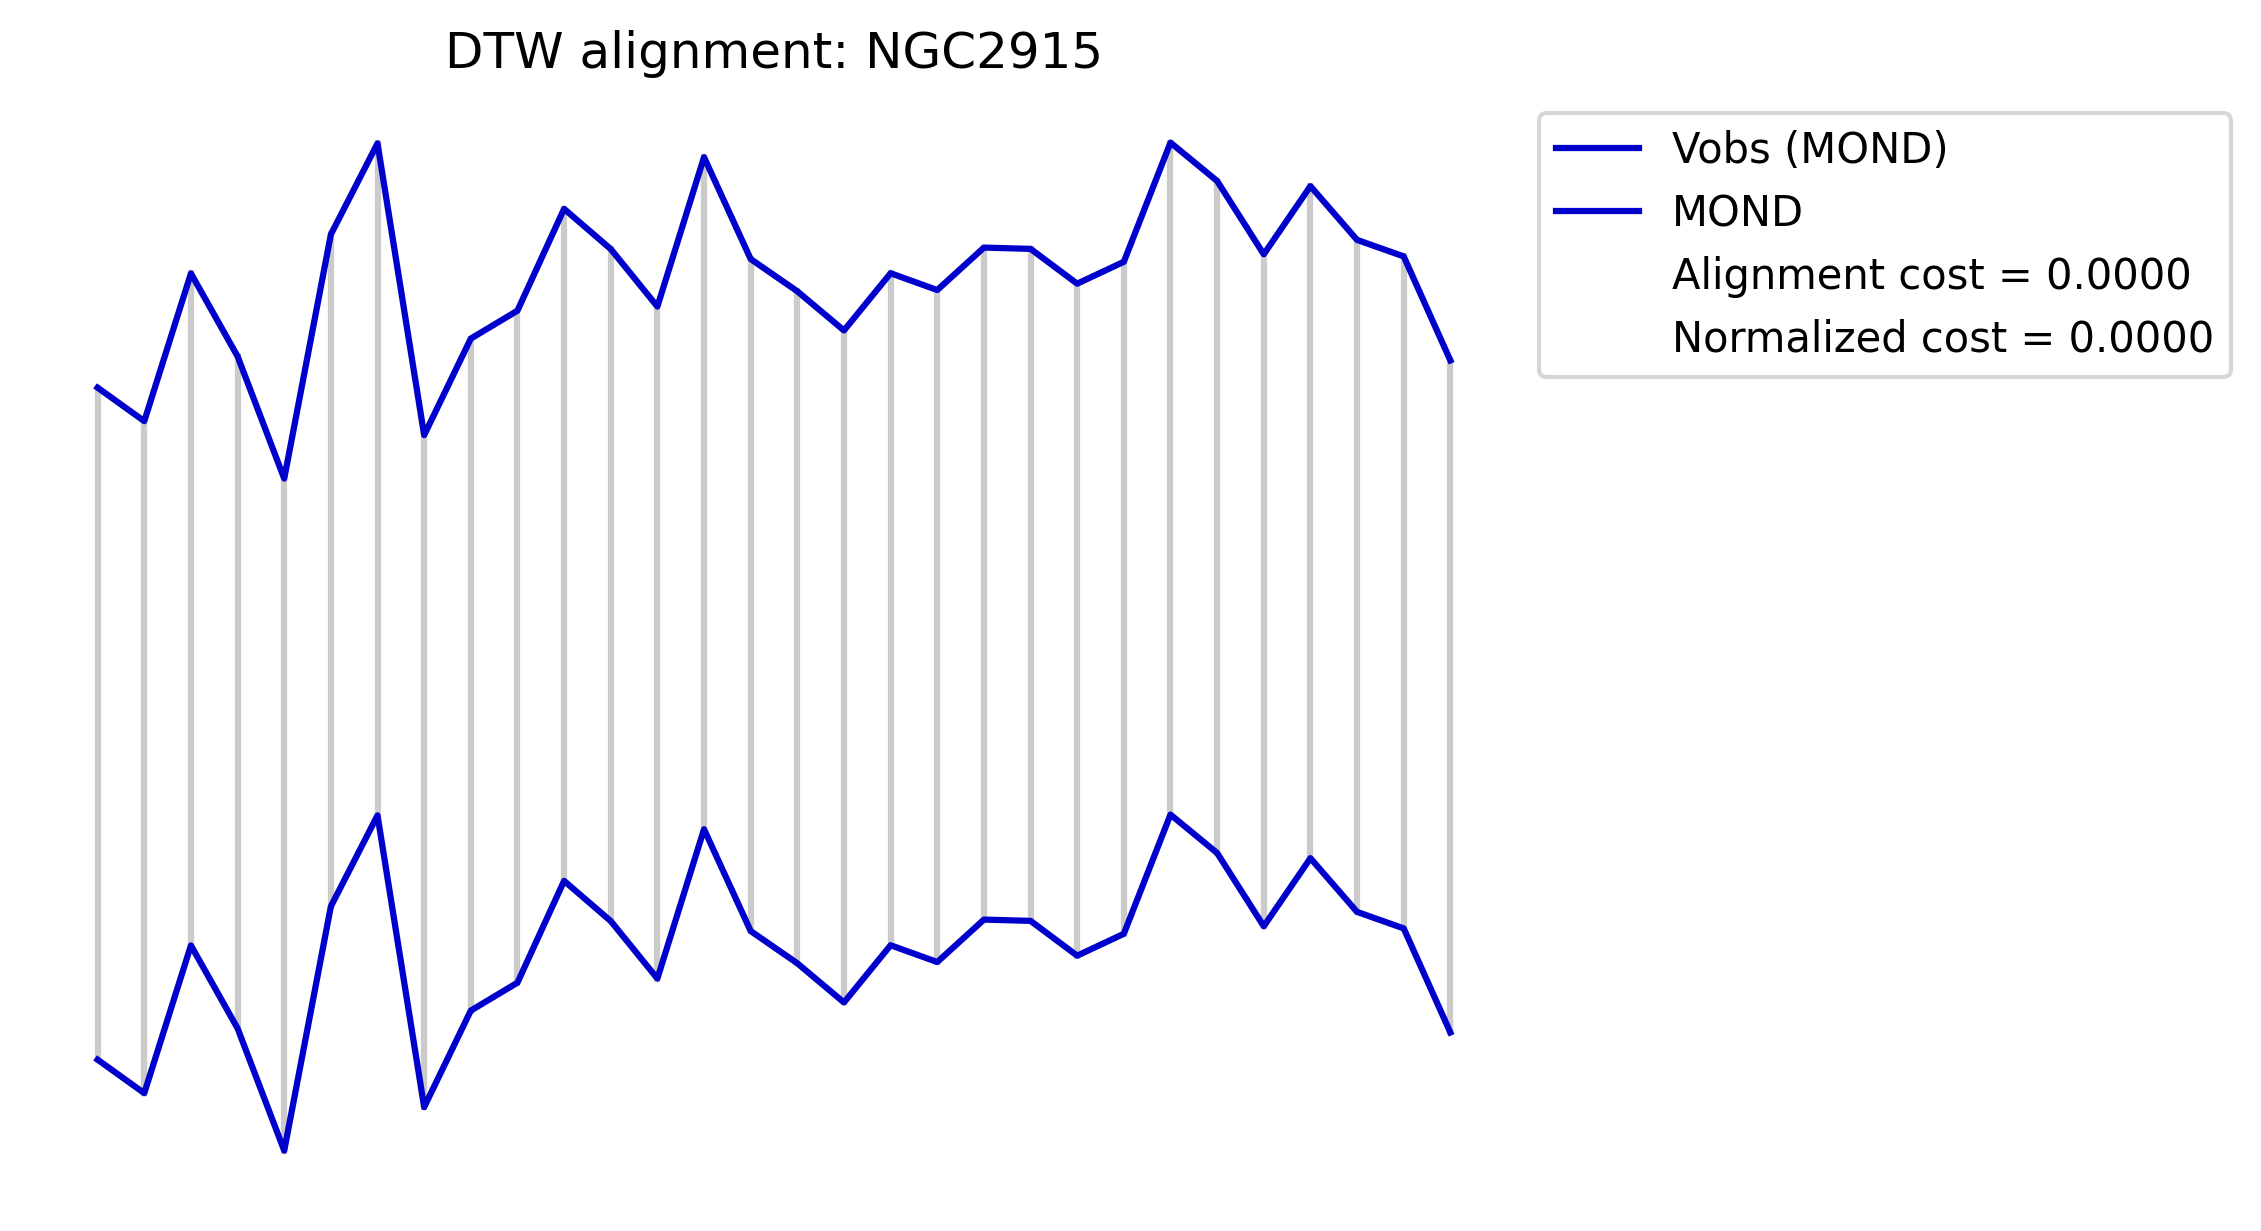 DTW alignment: NGC2915
Vobs (MOND)
MOND
Alignment cost = 0.0000
Normalized cost = 0.0000